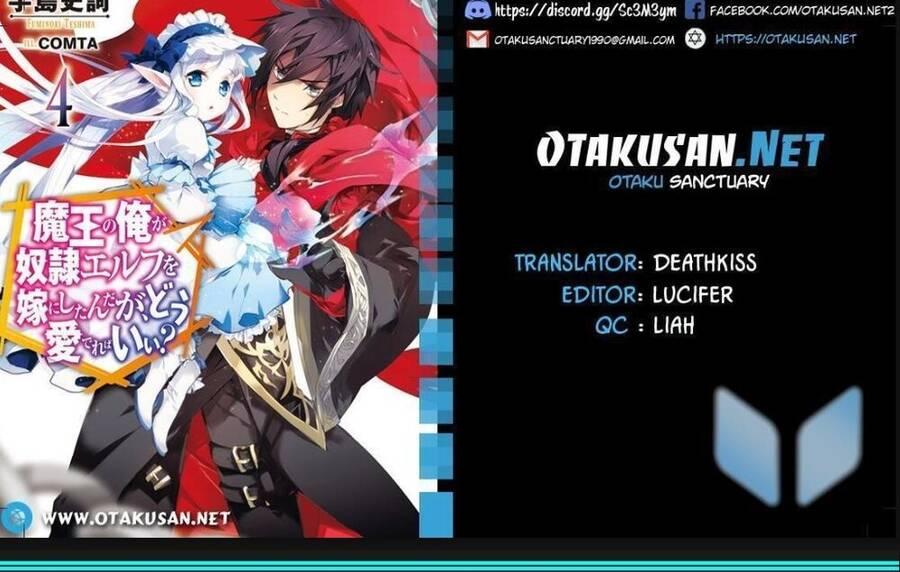 手島史詞
FUMINORI TESHIMA
ILL. COMTA
4
魔王の俺が
奴隷エルフを
嫁にしたんだが、どう
愛でればいい?
WWW.OTAKUSAN.NET
https://discord.gg/Sc3M3ym
FACEBOOK.COM/OTAKUSAN.NET2
OTAKUSANCTUARY1990@GMAIL.COM
HTTPS://OTAKUSAN.NET
OTAKUSAN.NET
OTAKU SANCTUARY
TRANSLATOR: DEATHKISS
EDITOR: LUCIFER
QC : LIAH